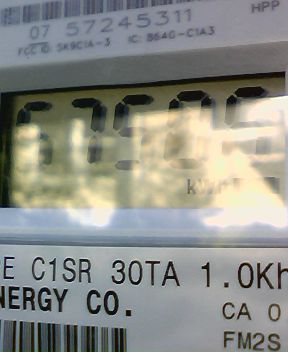 HPP
07 57245311
FCC ID: SK9C1A-3 IC: 864G-C1A3
kWh
PE C1SR 30TA 1.0Kh
NERGY CO.
CA 0
FM2S